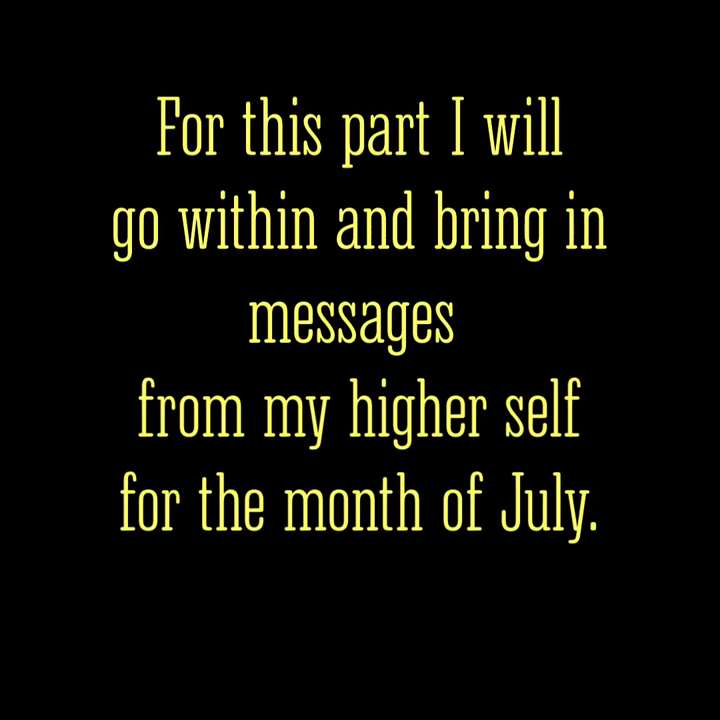 For this part I will
go within and bring in
messages
from my higher self
for the month of July.